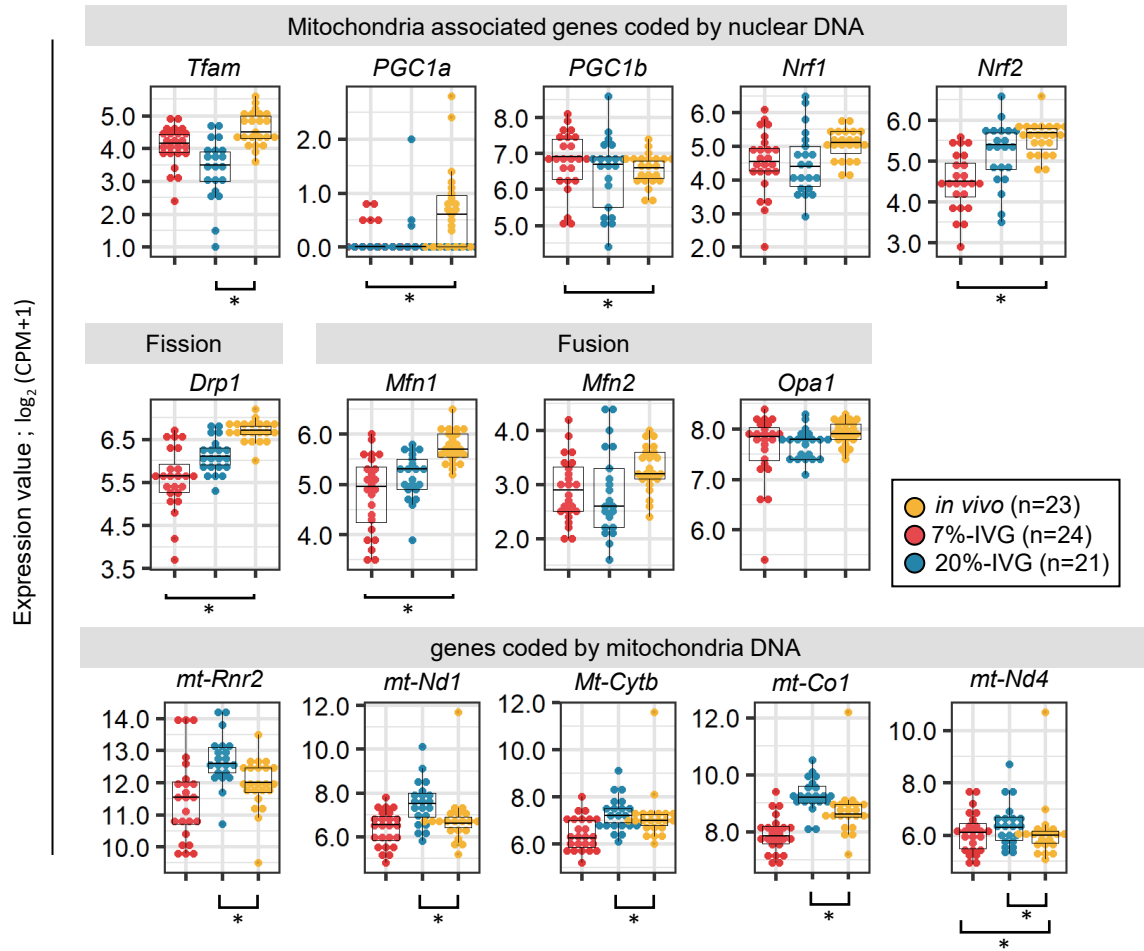 Mitochondria associated genes coded by nuclear DNA
Tfam PGC1a PGC1b Nrf1 Nrf2
5.0 4.0 3.0 2.0 1.0
2.0 1.0 0.0
8.0 7.0 6.0 5.0
6.0 5.0 4.0 3.0 2.0
6.0 5.0 4.0 3.0
* * * *
Fission Fusion
Drp1 Mfn1 Mfn2 Opa1
6.5 5.5 4.5 3.5
6.0 5.0 4.0
4.0 3.0 2.0
8.0 7.0 6.0
* *
in vivo (n=23)
7%-IVG (n=24)
20%-IVG (n=21)
Expression value ; log₂ (CPM+1)
genes coded by mitochondria DNA
mt-Rnr2 mt-Nd1 Mt-Cytb mt-Co1 mt-Nd4
14.0 13.0 12.0 11.0 10.0
12.0 10.0 8.0 6.0
12.0 10.0 8.0 6.0
12.0 10.0 8.0
10.0 8.0 6.0
* * * * *
*